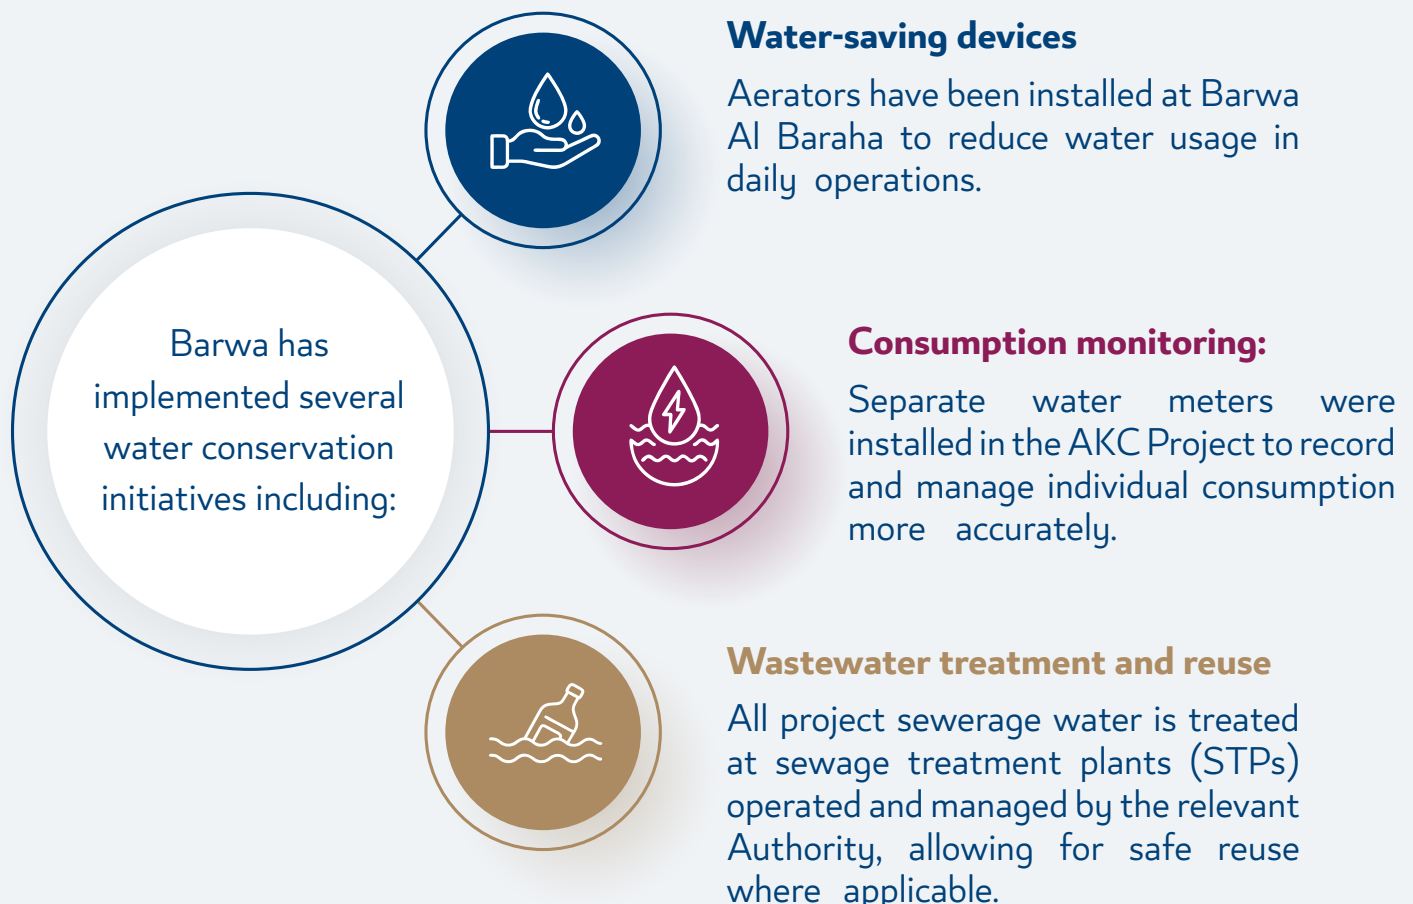 Barwa has
implemented several
water conservation
initiatives including:
Water-saving devices
Aerators have been installed at Barwa
Al Baraha to reduce water usage in
daily operations.
Consumption monitoring:
Separate water meters were
installed in the AKC Project to record
and manage individual consumption
more accurately.
Wastewater treatment and reuse
All project sewerage water is treated
at sewage treatment plants (STPs)
operated and managed by the relevant
Authority, allowing for safe reuse
where applicable.